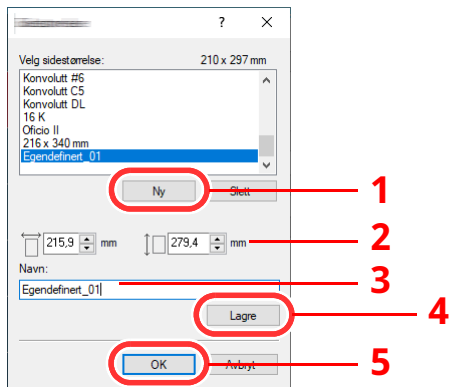 ? ×
Velg sidestørrelse: 210 x 297 mm
Konvolutt #6
Konvolutt C5
Konvolutt DL
16 K
Oficio II
216 x 340 mm
Egendefinert_01
Ny Slett 1
215,9 mm 279,4 mm 2
Navn:
Egendefinert_01 3
Lagre 4
OK Avbryt 5